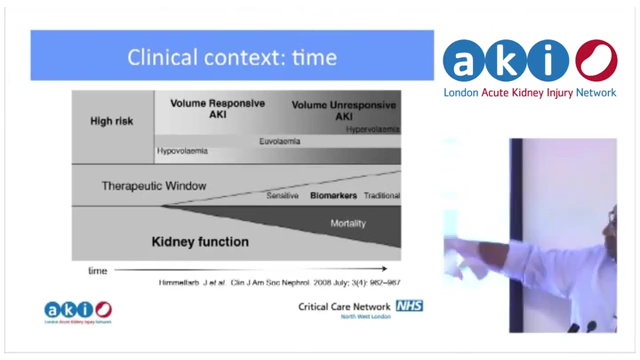 Clinical context: time
aki
London Acute Kidney Injury Network
High risk
Volume Responsive
AKI
Volume Unresponsive
AKI
Hypervolaemia
Euvolaemia
Hypovolaemia
Therapeutic Window
Sensitive
Biomarkers
Traditional
Mortality
Kidney function
time
Himmelfarb J et al. Clin J Am Soc Nephrol. 2008 July; 3(4): 962–967
aki
London Acute Kidney Injury Network
Critical Care Network NHS
North West London